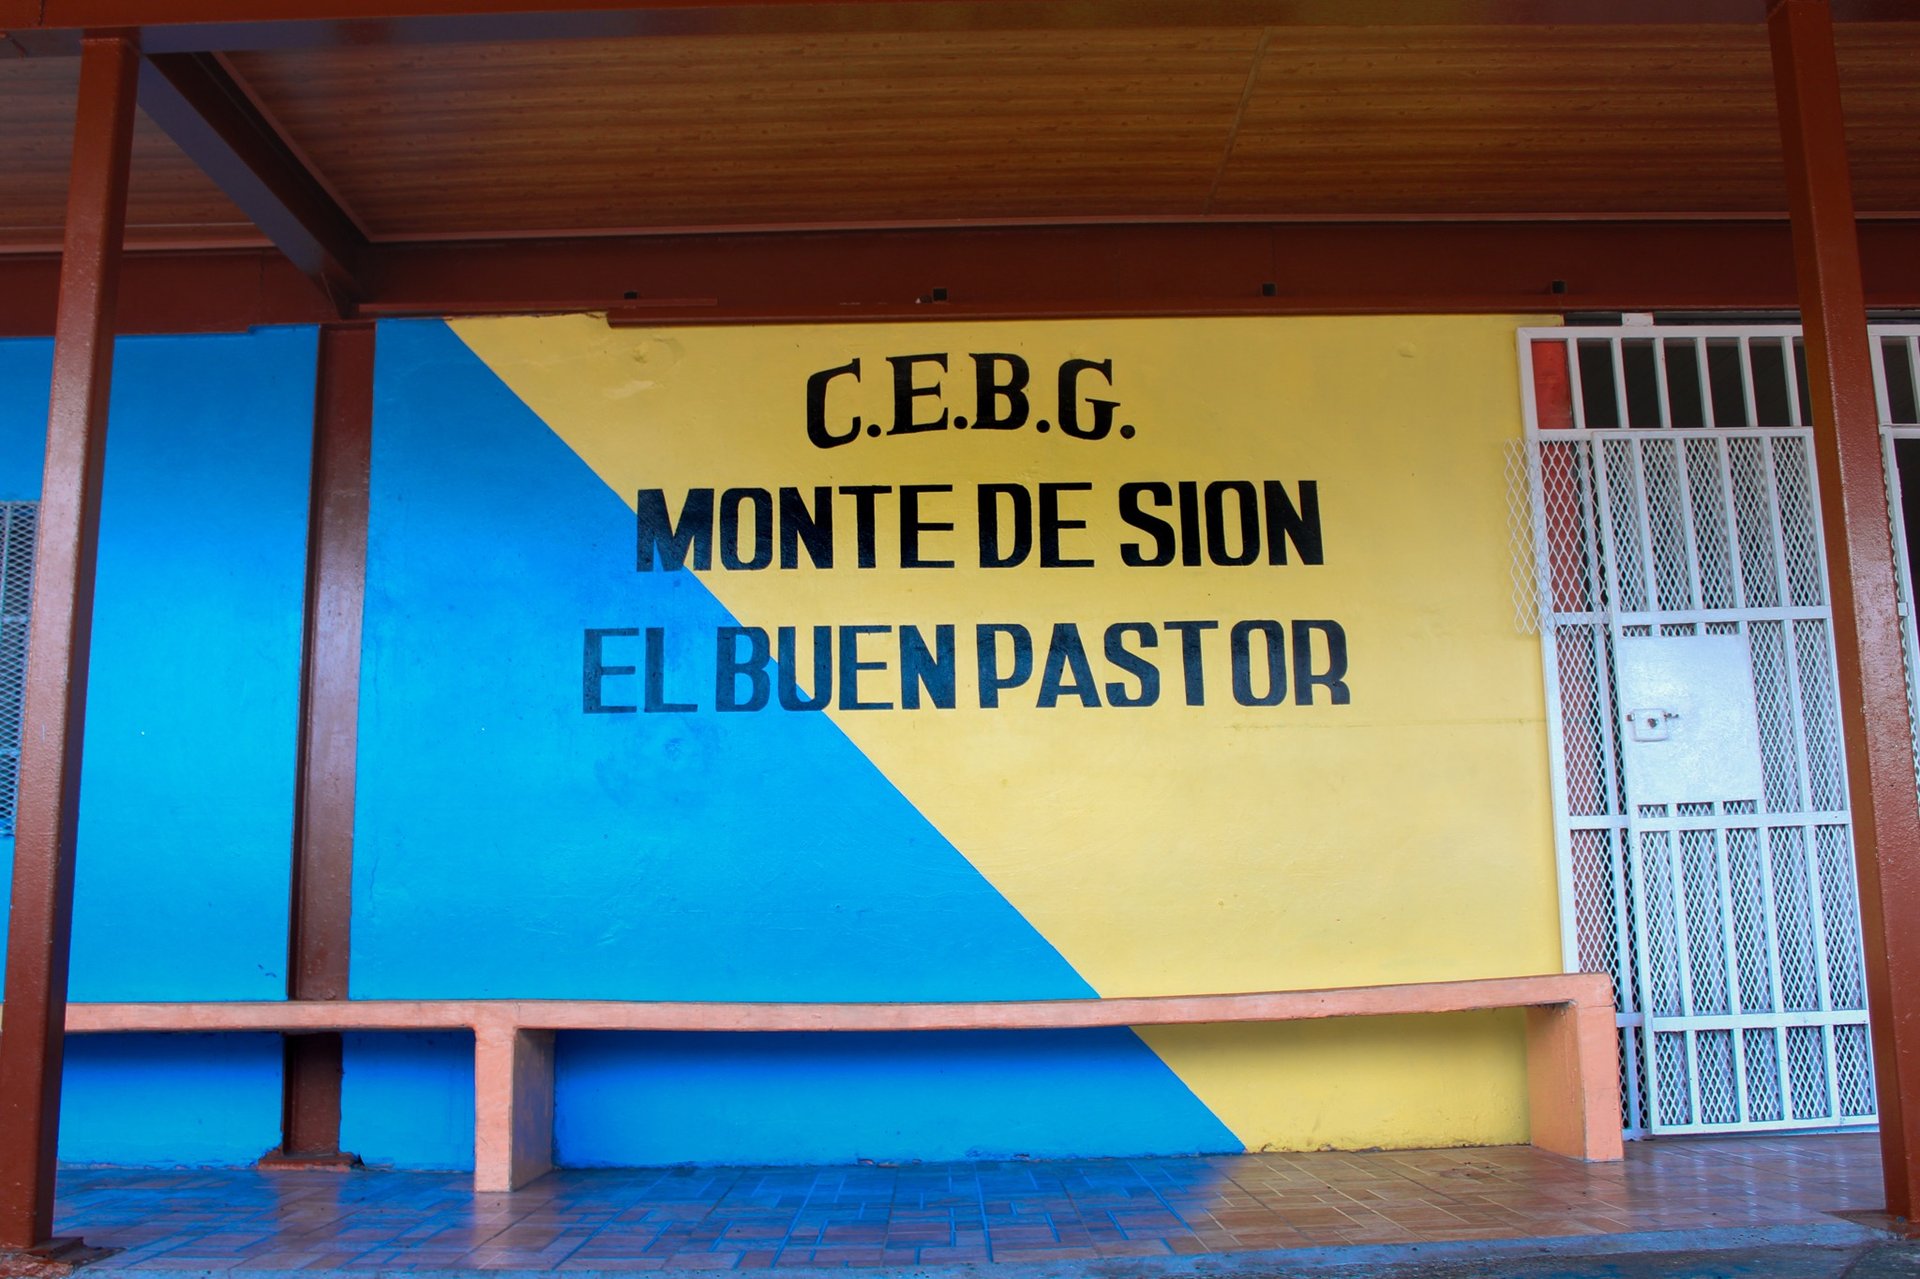 C.E.B.G.
MONTE DE SION
EL BUEN PASTOR